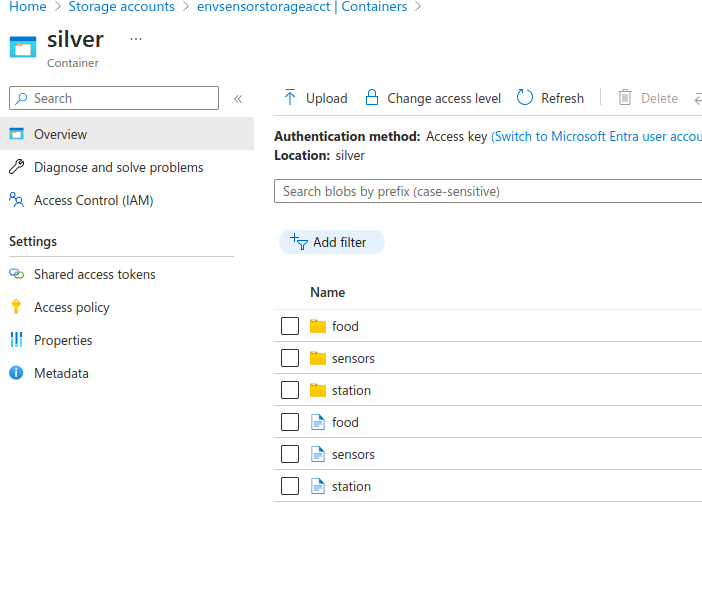 Home > Storage accounts > envsensorstorageacct | Containers >
silver ...
Container
Search «
Overview
Diagnose and solve problems
Access Control (IAM)
Settings
Shared access tokens
Access policy
Properties
Metadata
Upload Change access level Refresh Delete
Authentication method: Access key (Switch to Microsoft Entra user accou
Location: silver
Search blobs by prefix (case-sensitive)
Add filter
Name
food
sensors
station
food
sensors
station